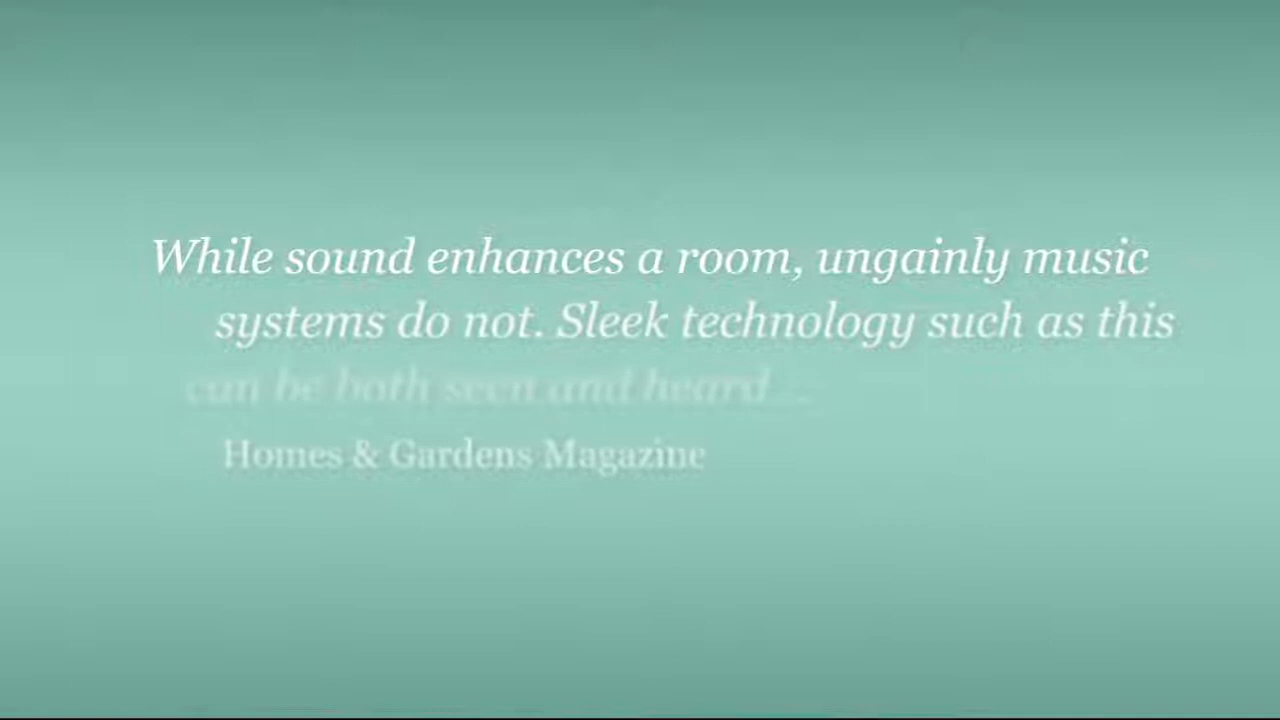 While sound enhances a room, ungainly music
systems do not. Sleek technology such as this
can be both seen and heard ...
Homes & Gardens Magazine